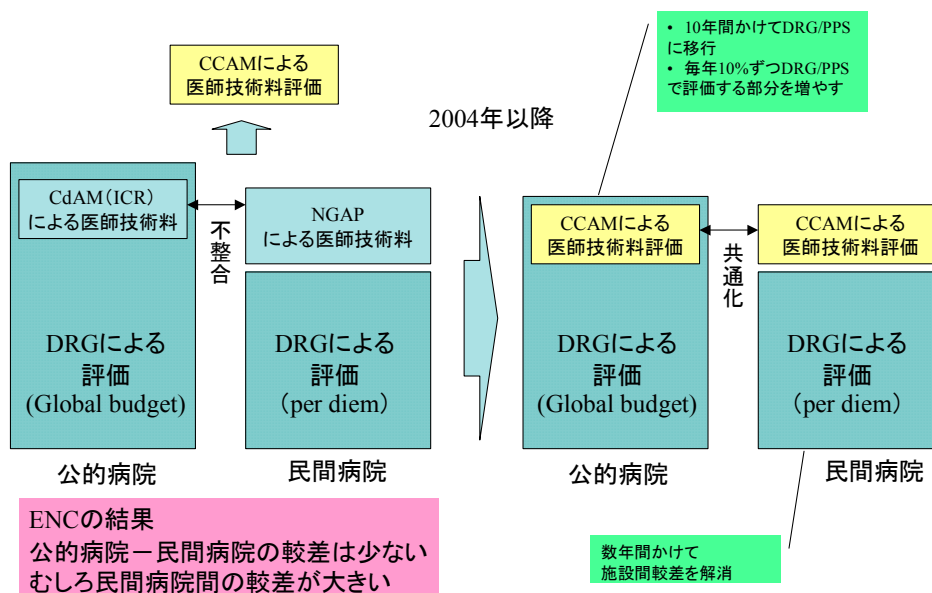 CCAMによる
医師技術料評価
• 10年間かけてDRG/PPS
に移行
• 毎年10%ずつDRG/PPS
で評価する部分を増やす
2004年以降
CdAM(ICR)
による医師技術料
不整合
NGAP
による医師技術料
DRGによる
評価
(Global budget)
DRGによる
評価
(per diem)
公的病院
民間病院
CCAMによる
医師技術料評価
共通化
CCAMによる
医師技術料評価
DRGによる
評価
(Global budget)
DRGによる
評価
(per diem)
公的病院
民間病院
ENCの結果
公的病院-民間病院の較差は少ない
むしろ民間病院間の較差が大きい
数年間かけて
施設間較差を解消